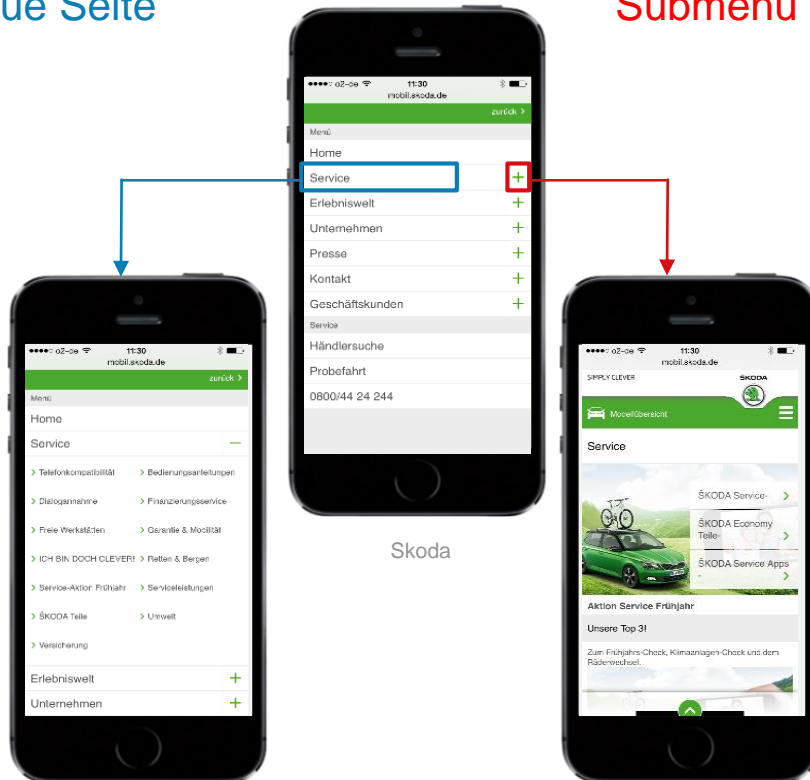 ue Seite
Submenü
o2-de 11:30
mobil.skoda.de
zurück >
Menü
Home
Service +
Erlebniswelt +
Unternehmen +
Presse +
Kontakt +
Geschäftskunden +
Service
Händlersuche
Probefahrt
0800/44 24 244
Skoda
o2-de 11:30
mobil.skoda.de
zurück >
Menü
Home
Service −
> Telefonkompatibilität > Bedienungsanleitungen
> Dialogannahme > Finanzierungsservice
> Freie Werkstätten > Garantie & Mobilität
> ICH BIN DOCH CLEVER! > Retten & Bergen
> Service-Aktion Frühjahr > Serviceleistungen
> ŠKODA Teile > Umwelt
> Versicherung
Erlebniswelt +
Unternehmen +
o2-de 11:30
mobil.skoda.de
SIMPLY CLEVER ŠKODA
Modellübersicht
Service
ŠKODA Service- >
ŠKODA Economy
Teile- >
ŠKODA Service Apps
- >
Aktion Service Frühjahr
Unsere Top 3!
Zum Frühjahrs-Check, Klimaanlagen-Check und dem
Räderwechsel.